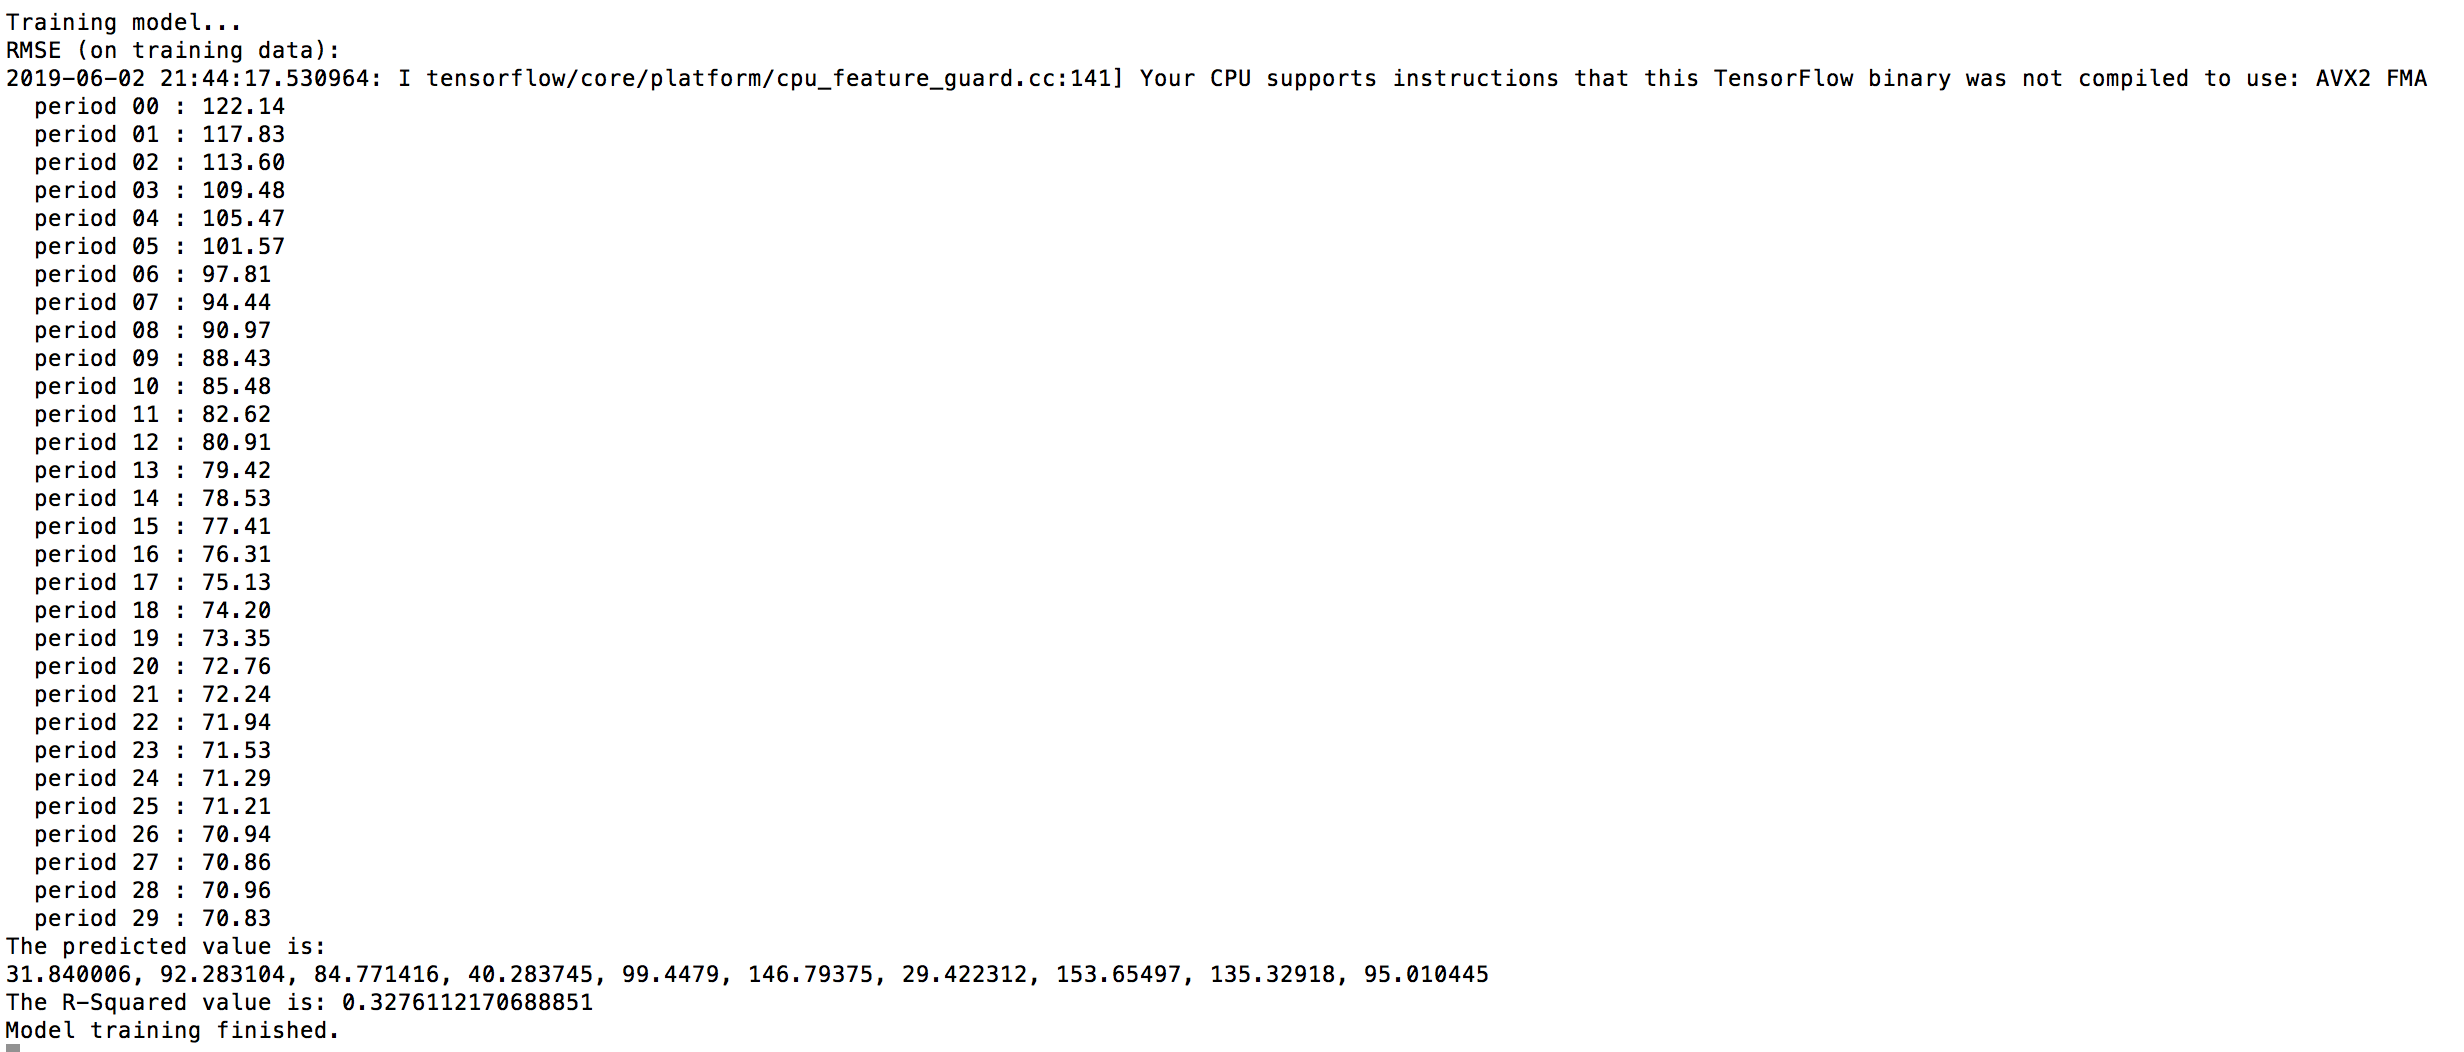 Training model...
RMSE (on training data):
2019-06-02 21:44:17.530964: I tensorflow/core/platform/cpu_feature_guard.cc:141] Your CPU supports instructions that this TensorFlow binary was not compiled to use: AVX2 FMA
  period 00 : 122.14
  period 01 : 117.83
  period 02 : 113.60
  period 03 : 109.48
  period 04 : 105.47
  period 05 : 101.57
  period 06 : 97.81
  period 07 : 94.44
  period 08 : 90.97
  period 09 : 88.43
  period 10 : 85.48
  period 11 : 82.62
  period 12 : 80.91
  period 13 : 79.42
  period 14 : 78.53
  period 15 : 77.41
  period 16 : 76.31
  period 17 : 75.13
  period 18 : 74.20
  period 19 : 73.35
  period 20 : 72.76
  period 21 : 72.24
  period 22 : 71.94
  period 23 : 71.53
  period 24 : 71.29
  period 25 : 71.21
  period 26 : 70.94
  period 27 : 70.86
  period 28 : 70.96
  period 29 : 70.83
The predicted value is:
31.840006, 92.283104, 84.771416, 40.283745, 99.4479, 146.79375, 29.422312, 153.65497, 135.32918, 95.010445
The R-Squared value is: 0.3276112170688851
Model training finished.